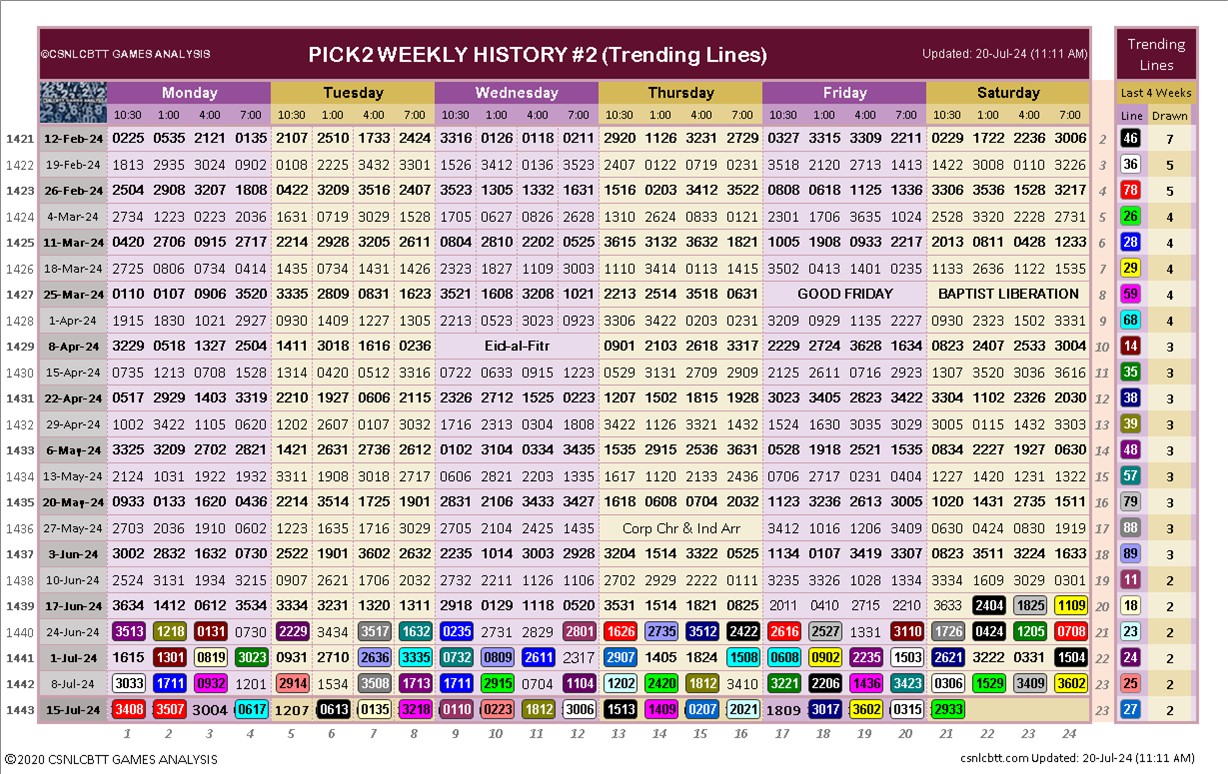 ©CSNLCBTT GAMES ANALYSIS PICK2 WEEKLY HISTORY #2 (Trending Lines) Updated: 20-Jul-24 (11:11 AM) Trending Lines
Monday Tuesday Wednesday Thursday Friday Saturday Last 4 Weeks
10:30 1:00 4:00 7:00 10:30 1:00 4:00 7:00 10:30 1:00 4:00 7:00 10:30 1:00 4:00 7:00 10:30 1:00 4:00 7:00 10:30 1:00 4:00 7:00 Line Drawn
1421 12-Feb-24 0225 0535 2121 0135 2107 2510 1733 2424 3316 0126 0118 0211 2920 1126 3231 2729 0327 3315 3309 2211 0229 1722 2236 3006 2 46 7
1422 19-Feb-24 1813 2935 3024 0902 0108 2225 3432 3301 1526 3412 0136 3523 2407 0122 0719 0231 3518 2120 2713 1413 1422 3008 0110 3226 3 36 5
1423 26-Feb-24 2504 2908 3207 1808 0422 3209 3516 2407 3523 1305 1332 1631 1516 0203 3412 3522 0808 0618 1125 1336 3306 3536 1528 3217 4 78 5
1424 4-Mar-24 2734 1223 0223 2036 1631 0719 3029 1528 1705 0627 0826 2628 1310 2624 0833 0121 2301 1706 3635 1024 2528 3320 2228 2731 5 26 4
1425 11-Mar-24 0420 2706 0915 2717 2214 2928 3205 2611 0804 2810 2202 0525 3615 3132 3632 1821 1005 1908 0933 2217 2013 0811 0428 1233 6 28 4
1426 18-Mar-24 2725 0806 0734 0414 1435 0734 1431 1429 2323 1827 1109 3003 1110 3414 0113 1415 3502 0413 1401 0235 1133 2636 1122 1535 7 29 4
1427 25-Mar-24 0110 0107 0906 3520 3335 2809 0831 1623 3521 1608 3208 1021 2213 2514 3518 0631 GOOD FRIDAY BAPTIST LIBERATION 8 59 4
1428 1-Apr-24 1915 1830 1021 2927 0930 1409 1227 1305 2213 0523 3023 0923 3306 3422 0203 0231 3209 0929 1135 2227 0930 2323 1502 3331 9 68 4
1429 8-Apr-24 3229 0518 1327 2504 1411 3018 1616 0236 Eid-al-Fitr 0901 2103 2618 3317 2229 2724 3628 1634 0823 2407 2533 3004 10 14 3
1430 15-Apr-24 0735 1213 0708 1528 1314 0420 0512 3316 0722 0633 0915 1223 0529 3131 2709 2909 2125 2611 0716 2923 1307 3520 3036 3616 11 35 3
1431 22-Apr-24 0517 2929 1403 3319 2210 1927 0606 2115 2326 2712 1525 0223 1207 1502 1815 1928 3023 3405 2823 3422 3304 1102 2326 2030 12 38 3
1432 29-Apr-24 1002 3422 1105 0620 1202 2607 0107 3032 1716 2313 0304 1808 3422 1126 3321 1432 1524 1630 3035 3029 3005 0115 1432 3303 13 39 3
1433 6-May-24 3325 3209 2702 2821 1421 2631 2736 2612 0102 3104 0334 3435 1535 2915 2536 3631 0528 1918 2521 1535 0834 2227 1927 0630 14 48 3
1434 13-May-24 2124 1031 1922 1932 3311 1908 3018 2711 0606 2821 2203 1335 1617 1120 2133 2436 0706 2717 0231 0404 1227 1420 1231 1322 15 57 3
1435 20-May-24 0933 0133 1620 0436 2214 3514 1725 1901 2831 2106 3433 3427 1618 0608 0704 2032 1123 3236 2613 3005 1020 1431 2735 1511 16 79 3
1436 27-May-24 2703 2036 1910 0602 1223 1635 1716 3029 2705 2104 2425 1435 Corp Chr & Ind Arr 3412 1016 1206 3409 0630 0424 0830 1919 17 88 3
1437 3-Jun-24 3002 2832 1632 0730 2522 1901 3602 2632 2235 1014 3003 2928 3204 1514 3322 0525 1134 0107 3419 3307 0823 3511 3224 1633 18 89 3
1438 10-Jun-24 2524 3131 1934 3215 0907 2621 1706 2032 2732 2211 1126 1106 2702 2929 2222 0111 3235 3326 1028 1334 3334 1609 3029 0301 19 11 2
1439 17-Jun-24 3634 1412 0612 3534 3334 3231 1320 1311 2918 0129 1118 0520 3531 1514 1821 0825 2011 0410 2715 2210 3633 2404 1825 1109 20 18 2
1440 24-Jun-24 3513 1218 0131 0730 2229 3434 3517 1632 0235 2731 2829 2801 1626 2735 3512 2422 2616 2527 1331 3110 1726 0424 1205 0708 21 23 2
1441 1-Jul-24 1615 1301 0819 3023 0931 2710 2636 3335 0732 0809 2611 2317 2907 1405 1824 1508 0608 0902 2235 1503 2621 3222 0331 1504 22 24 2
1442 8-Jul-24 3033 1711 0932 1201 2914 1534 3508 1713 1711 2915 0704 1104 1202 2420 1812 3410 3221 2206 1436 3423 0306 1529 3409 3602 23 25 2
1443 15-Jul-24 3408 3507 3004 0617 1207 0613 0135 3218 0110 0223 1812 3006 1513 1409 0207 2021 1809 3017 3602 0315 2933 23 27 2
1 2 3 4 5 6 7 8 9 10 11 12 13 14 15 16 17 18 19 20 21 22 23 24
©2020 CSNLCBTT GAMES ANALYSIS csnlcbtt.com Updated: 20-Jul-24 (11:11 AM)